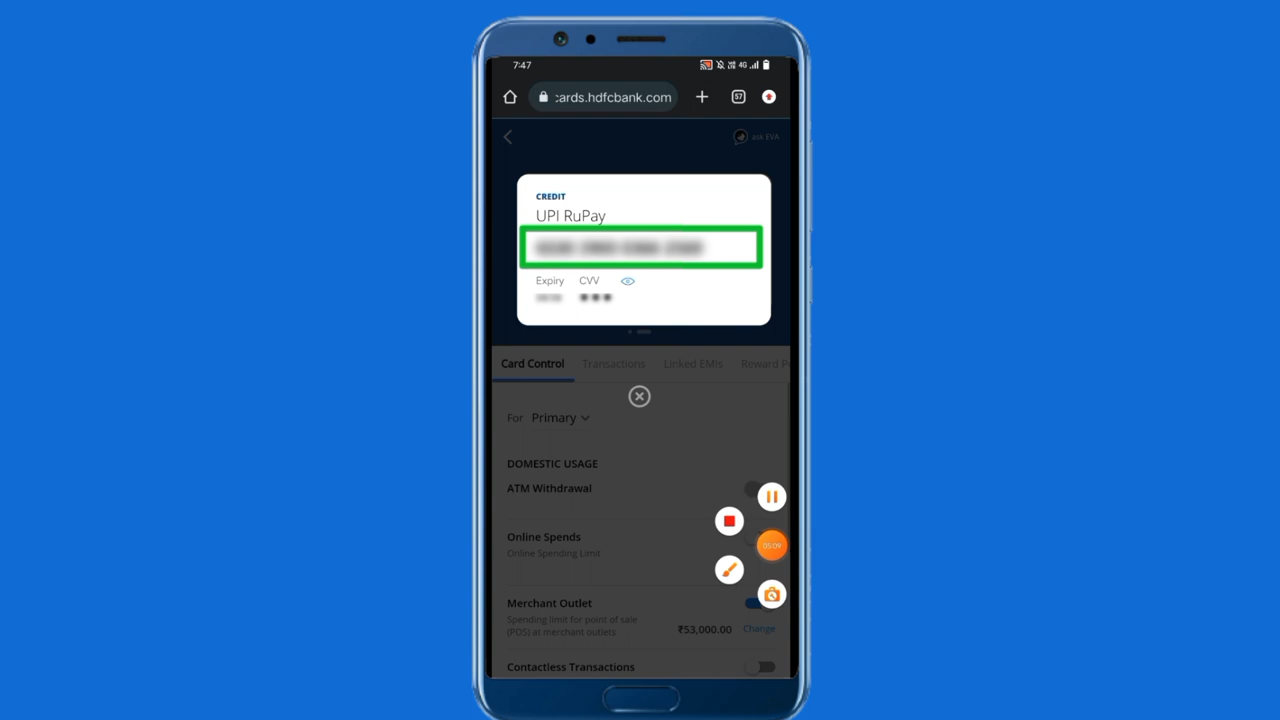 7:47
4G
cards.hdfcbank.com
57
ask EVA
CREDIT
UPI RuPay
Expiry CVV
Card Control Transactions Linked EMIs Reward P
For Primary
DOMESTIC USAGE
ATM Withdrawal
Online Spends
Online Spending Limit
05:09
Merchant Outlet
Spending limit for point of sale
(POS) at merchant outlets
₹53,000.00 Change
Contactless Transactions